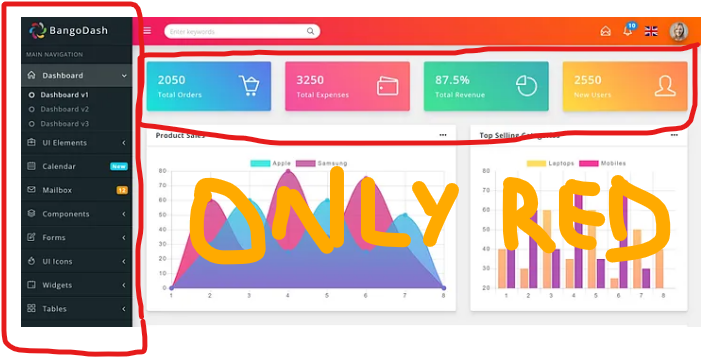 BangoDash
Enter keywords
10
MAIN NAVIGATION
Dashboard
Dashboard v1
Dashboard v2
Dashboard v3
UI Elements
Calendar New
Mailbox 12
Components
Forms
UI Icons
Widgets
Tables
2050
Total Orders
3250
Total Expenses
87.5%
Total Revenue
2550
New Users
Product Sales
Apple Samsung
80
70
60
50
40
30
20
10
0
1 2 3 4 5 6 7 8
Top Selling Categories
Laptops Mobiles
80
70
60
50
40
30
20
1 2 3 4 5 6 7 8
ONLY RED